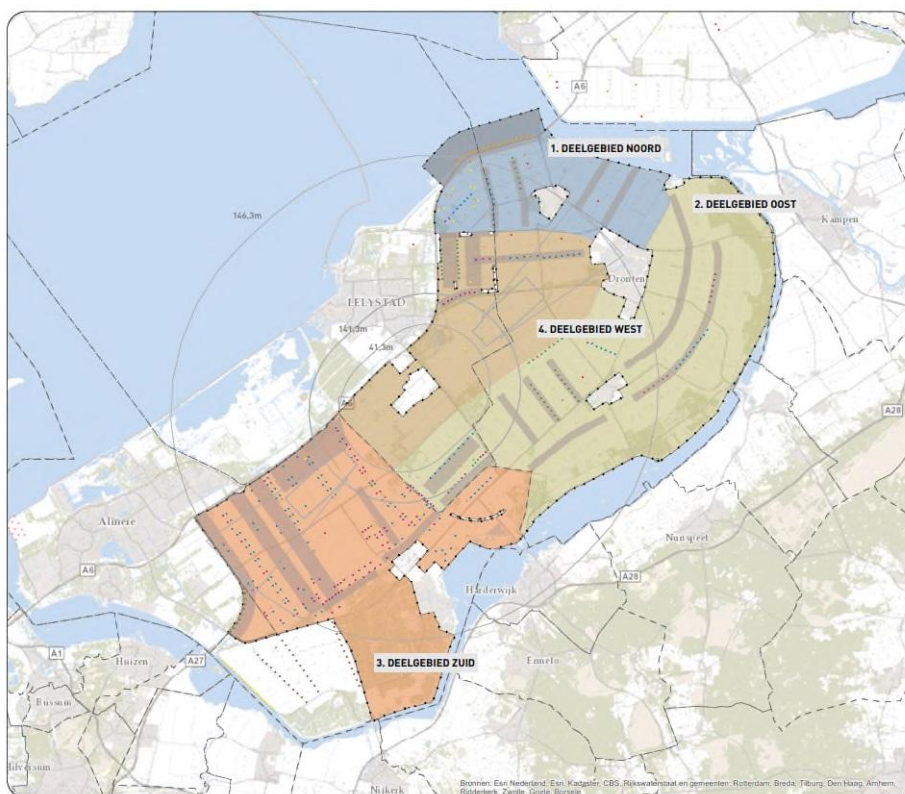 A6
1. DEELGEBIED NOORD
2. DEELGEBIED OOST
Kampen
146,3m
Dronten
LELYSTAD
4. DEELGEBIED WEST
141,3m
41,3m
A28
Almere
Nunspeet
A6
Harderwijk
A28
A1
Huizen
A27
3. DEELGEBIED ZUID
Ermelo
Bussum
Hilversum
Nijkerk
Bronnen: Esri Nederland, Esri, Kadaster, CBS, Rijkswaterstaat en gemeenten: Rotterdam, Breda, Tilburg, Den Haag, Arnhem,
Ridderkerk, Zwolle, Goirle, Borsele